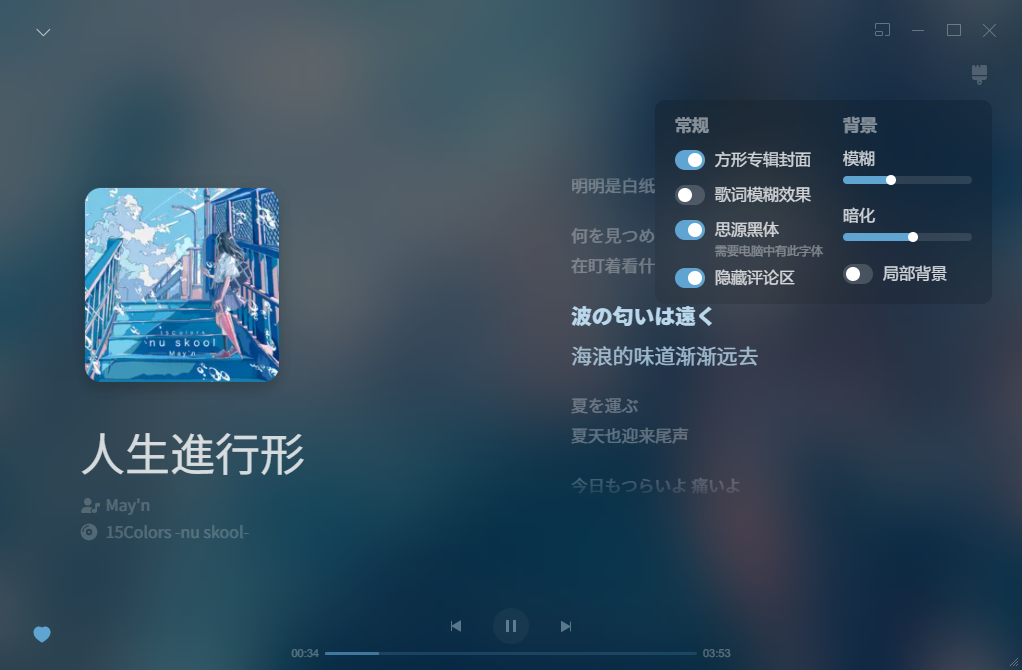 常规
方形专辑封面
歌词模糊效果
思源黑体
需要电脑中有此字体
隐藏评论区
背景
模糊
暗化
局部背景
15Colors
-nu skool-
May'n
人生進行形
May'n
15Colors -nu skool-
明明是白纸
何を見つめ
在盯着看什
波の匂いは遠く
海浪的味道渐渐远去
夏を運ぶ
夏天也迎来尾声
今日もつらいよ 痛いよ
00:34
03:53